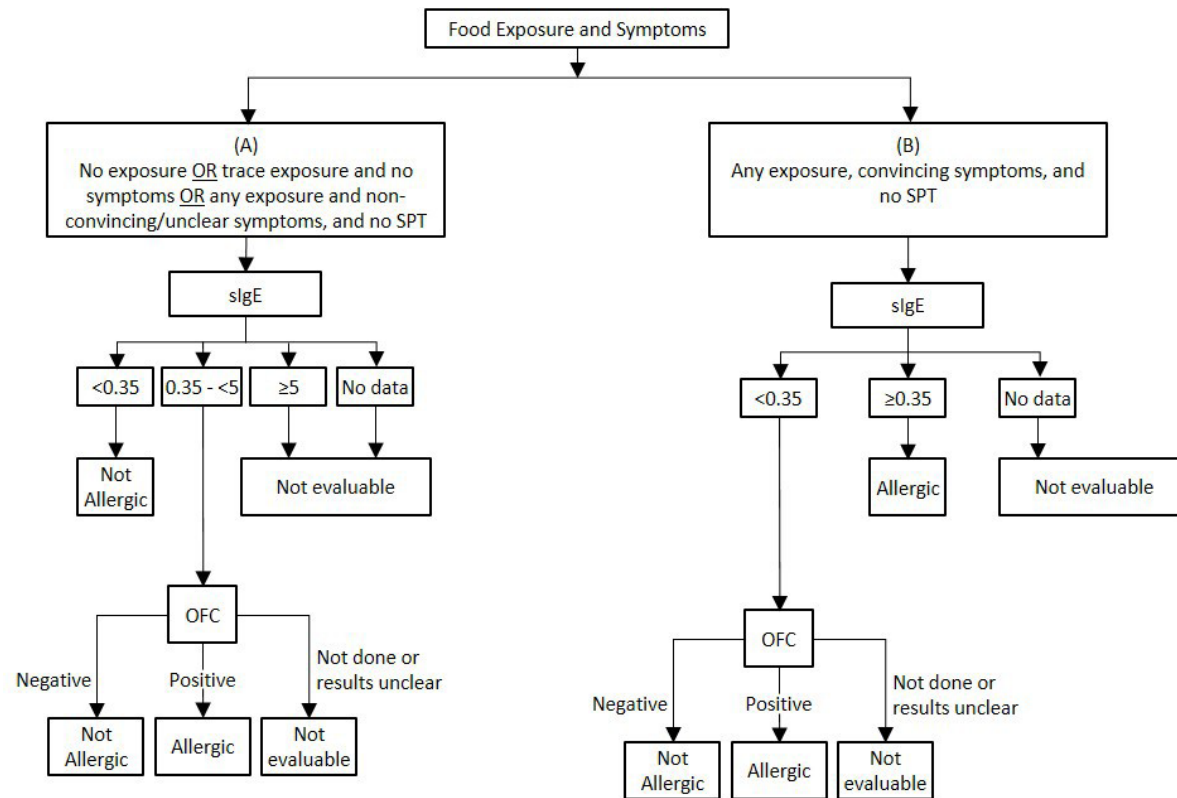 Food Exposure and Symptoms
(A)
No exposure OR trace exposure and no
symptoms OR any exposure and non-
convincing/unclear symptoms, and no SPT
sIgE
<0.35
0.35 - <5
≥5
No data
Not
Allergic
Not evaluable
OFC
Negative
Positive
Not done or
results unclear
Not
Allergic
Allergic
Not
evaluable
(B)
Any exposure, convincing symptoms, and
no SPT
sIgE
<0.35
≥0.35
No data
Allergic
Not evaluable
OFC
Negative
Positive
Not done or
results unclear
Not
Allergic
Allergic
Not
evaluable